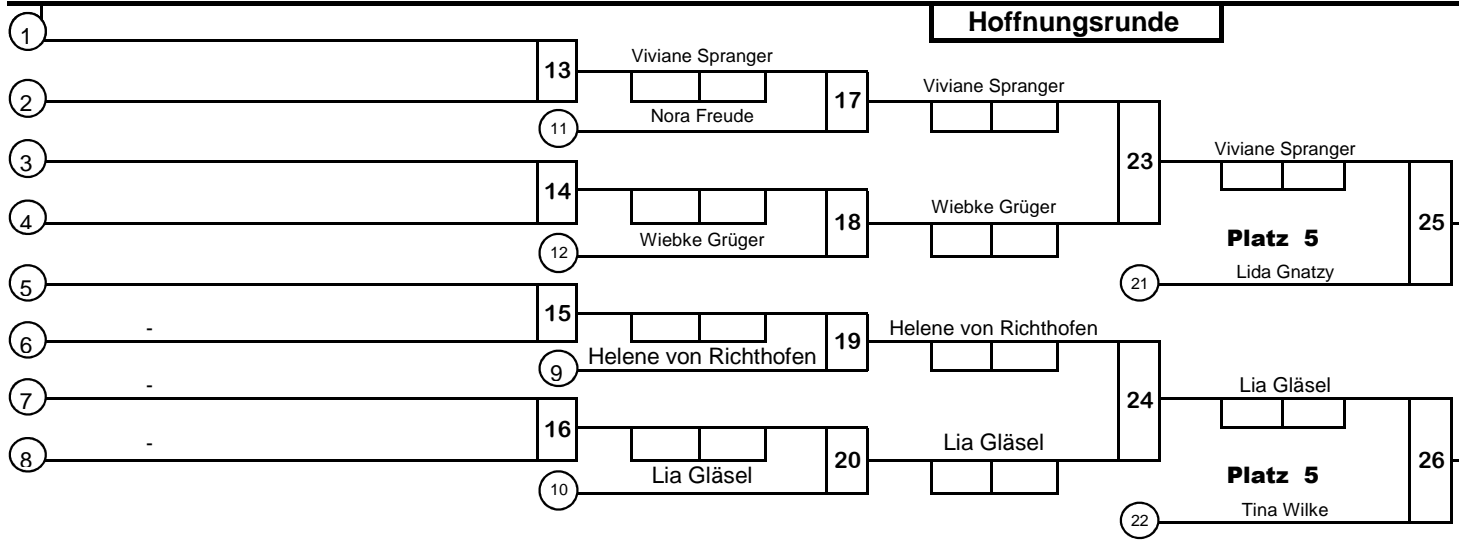 Hoffnungsrunde
1
13
Viviane Spranger
2
17
Viviane Spranger
11
Nora Freude
3
23
Viviane Spranger
14
4
18
Wiebke Grüger
25
12
Wiebke Grüger
Platz 5
5
21
Lida Gnatzy
15
6
-
19
Helene von Richthofen
9
Helene von Richthofen
7
-
24
Lia Gläsel
16
8
-
20
Lia Gläsel
26
10
Lia Gläsel
Platz 5
22
Tina Wilke